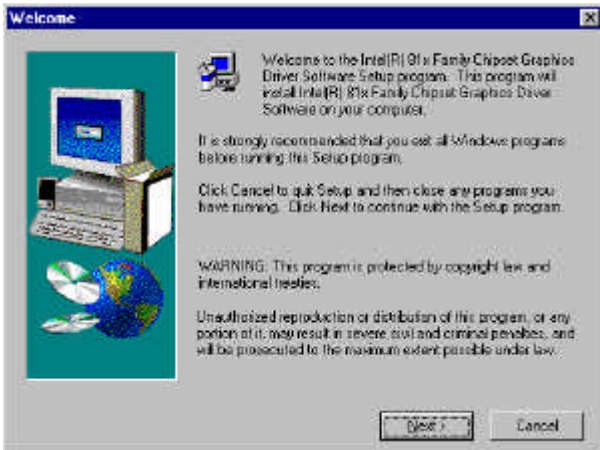 Welcome
Welcome to the Intel(R) 81x Family Chipset Graphics
Driver Software Setup program. This program will
install Intel(R) 81x Family Chipset Graphics Driver
Software on your computer.
It is strongly recommended that you exit all Windows programs
before running this Setup program.
Click Cancel to quit Setup and then close any programs you
have running. Click Next to continue with the Setup program.
WARNING: This program is protected by copyright law and
international treaties.
Unauthorized reproduction or distribution of this program, or any
portion of it, may result in severe civil and criminal penalties, and
will be prosecuted to the maximum extent possible under law.
Next >
Cancel